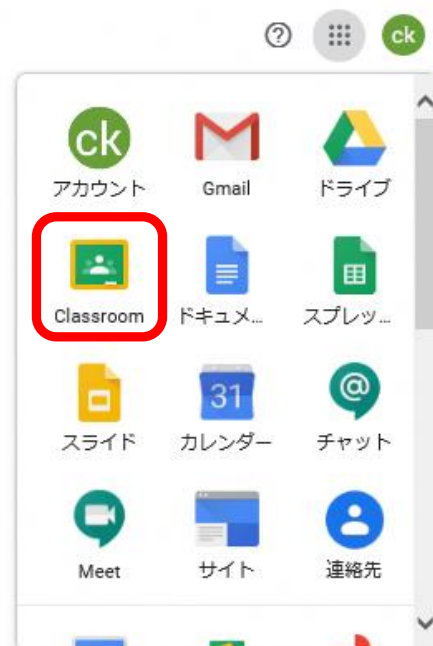 ck
ck
アカウント
Gmail
ドライブ
Classroom
ドキュメ...
スプレッ...
スライド
31
カレンダー
@
チャット
Meet
サイト
連絡先